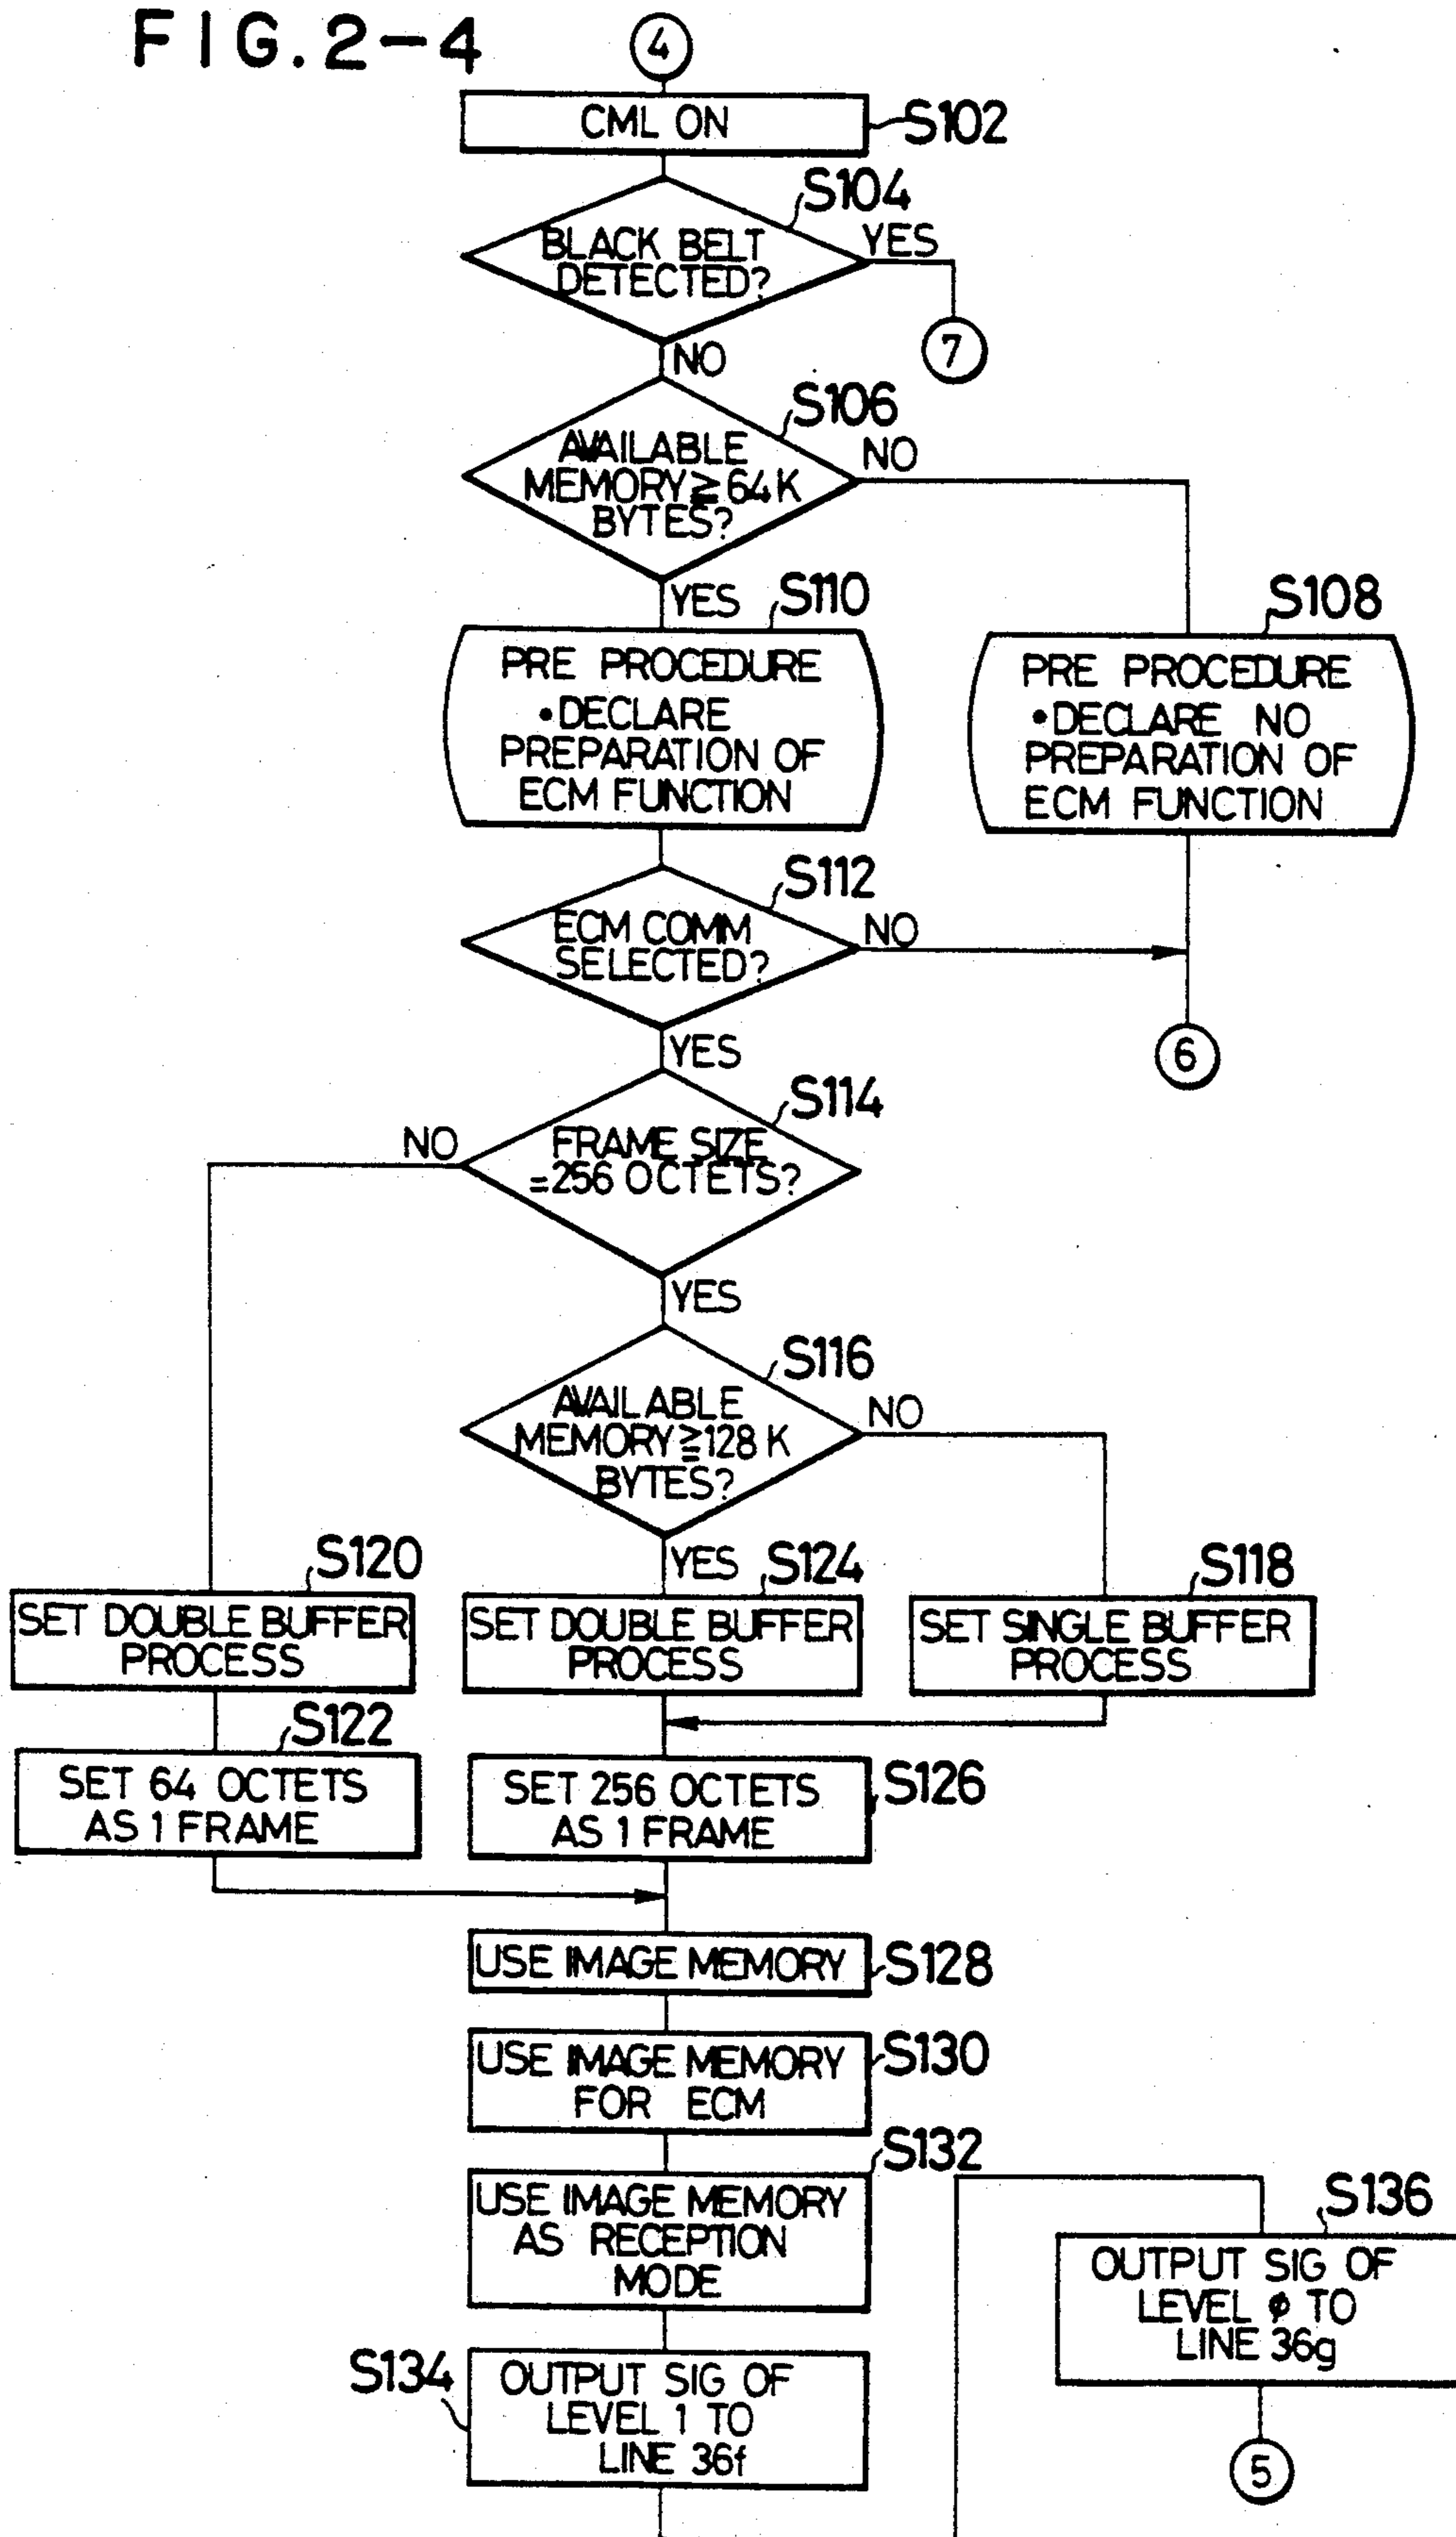 FIG. 2-4
4
CML ON
S102
S104
BLACK BELT
DETECTED?
YES
7
NO
S106
AVAILABLE
MEMORY ≧ 64 K
BYTES?
NO
YES
S110
PRE PROCEDURE
•DECLARE
PREPARATION OF
ECM FUNCTION
S108
PRE PROCEDURE
•DECLARE NO
PREPARATION OF
ECM FUNCTION
S112
ECM COMM
SELECTED?
NO
6
YES
S114
NO
FRAME SIZE
=256 OCTETS?
YES
S116
AVAILABLE
MEMORY ≧ 128 K
BYTES?
NO
YES
S120
SET DOUBLE BUFFER
PROCESS
S124
SET DOUBLE BUFFER
PROCESS
S118
SET SINGLE BUFFER
PROCESS
S122
SET 64 OCTETS
AS 1 FRAME
SET 256 OCTETS
AS 1 FRAME
S126
USE IMAGE MEMORY
S128
USE IMAGE MEMORY
FOR ECM
S130
S132
USE IMAGE MEMORY
AS RECEPTION
MODE
S134
OUTPUT SIG OF
LEVEL 1 TO
LINE 36f
S136
OUTPUT SIG OF
LEVEL φ TO
LINE 36g
5